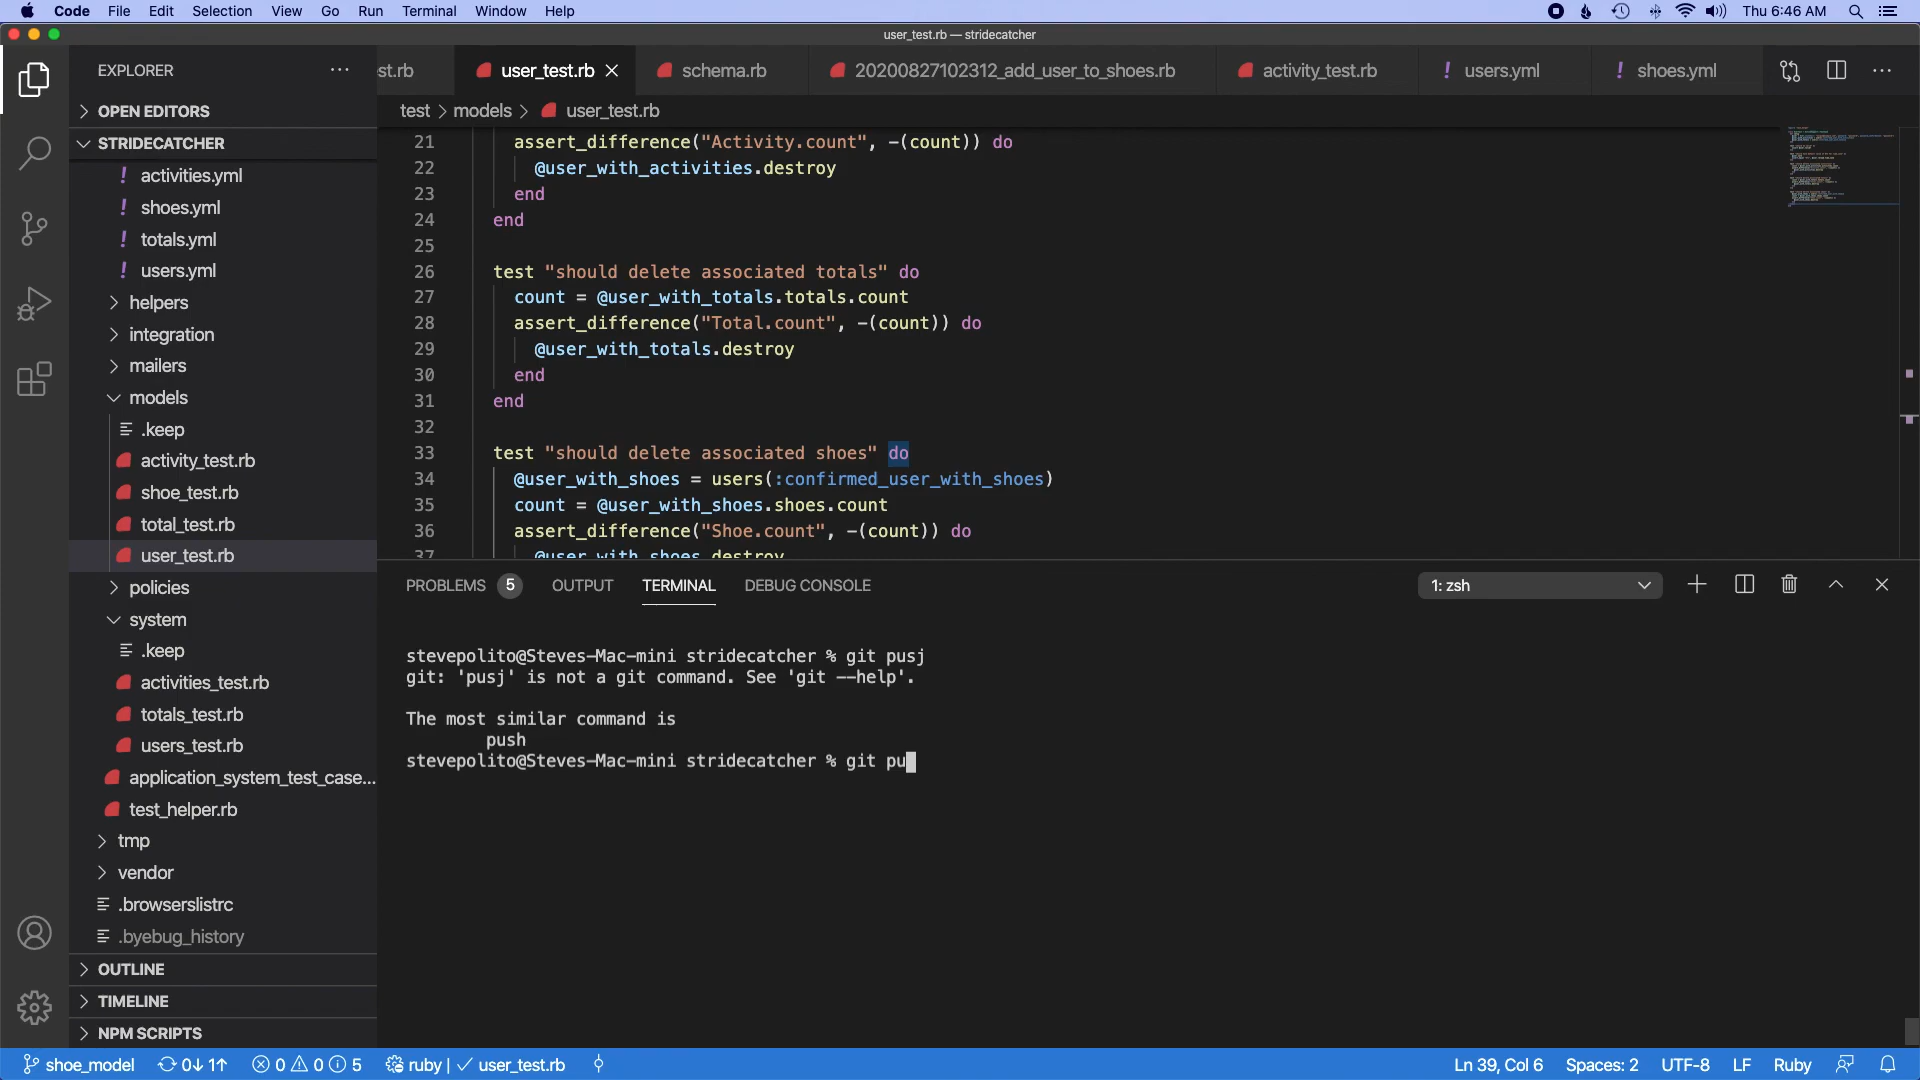 Code File Edit Selection View Go Run Terminal Window Help Thu 6:46 AM
user_test.rb — stridecatcher
EXPLORER ··· st.rb user_test.rb schema.rb 20200827102312_add_user_to_shoes.rb activity_test.rb ! users.yml ! shoes.yml ···
OPEN EDITORS
test > models > user_test.rb
STRIDECATCHER
! activities.yml
! shoes.yml
! totals.yml
! users.yml
helpers
integration
mailers
models
.keep
activity_test.rb
shoe_test.rb
total_test.rb
user_test.rb
policies
system
.keep
activities_test.rb
totals_test.rb
users_test.rb
application_system_test_case...
test_helper.rb
tmp
vendor
.browserslistrc
.byebug_history
OUTLINE
TIMELINE
NPM SCRIPTS
21 assert_difference("Activity.count", -(count)) do
22 @user_with_activities.destroy
23 end
24 end
25
26 test "should delete associated totals" do
27 count = @user_with_totals.totals.count
28 assert_difference("Total.count", -(count)) do
29 @user_with_totals.destroy
30 end
31 end
32
33 test "should delete associated shoes" do
34 @user_with_shoes = users(:confirmed_user_with_shoes)
35 count = @user_with_shoes.shoes.count
36 assert_difference("Shoe.count", -(count)) do
37 @user_with_shoes.destroy
PROBLEMS 5 OUTPUT TERMINAL DEBUG CONSOLE 1: zsh
stevepolito@Steves-Mac-mini stridecatcher % git pusj
git: 'pusj' is not a git command. See 'git --help'.
The most similar command is
push
stevepolito@Steves-Mac-mini stridecatcher % git pu
shoe_model 0↓ 1↑ 0 0 5 ruby | ✓ user_test.rb Ln 39, Col 6 Spaces: 2 UTF-8 LF Ruby